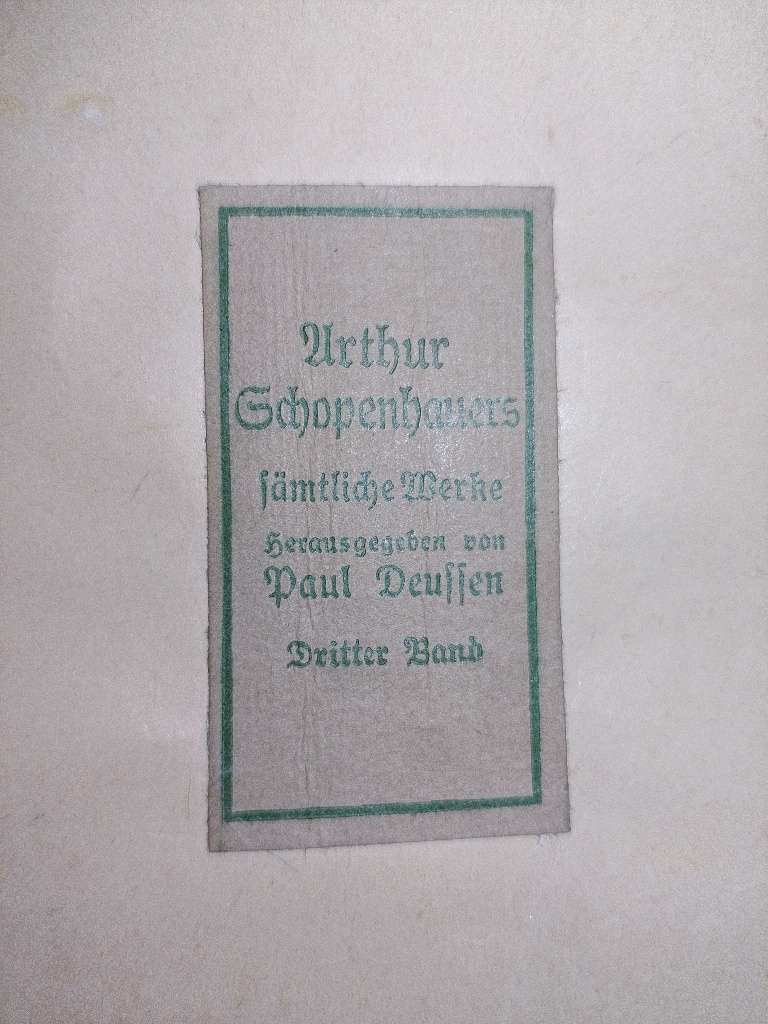 Arthur
Schopenhauers
sämtliche Werke
Herausgegeben von
Paul Deussen
Dritter Band